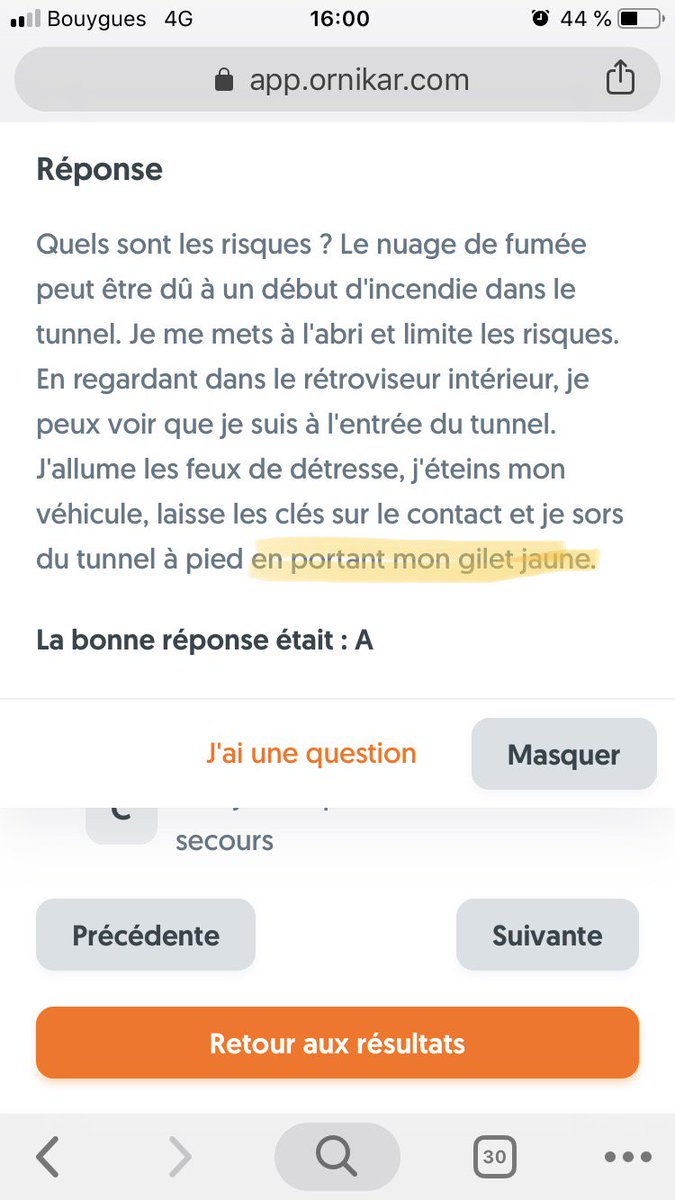 Bouygues 4G 16:00 44 %
app.ornikar.com
Réponse
Quels sont les risques ? Le nuage de fumée
peut être dû à un début d'incendie dans le
tunnel. Je me mets à l'abri et limite les risques.
En regardant dans le rétroviseur intérieur, je
peux voir que je suis à l'entrée du tunnel.
J'allume les feux de détresse, j'éteins mon
véhicule, laisse les clés sur le contact et je sors
du tunnel à pied en portant mon gilet jaune.
La bonne réponse était : A
J'ai une question Masquer
C
secours
Précédente Suivante
Retour aux résultats
30